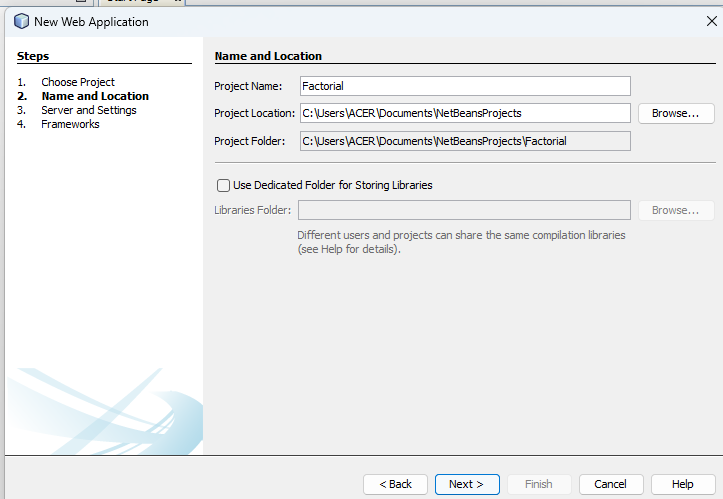 New Web Application
Steps
1. Choose Project
2. Name and Location
3. Server and Settings
4. Frameworks
Name and Location
Project Name: Factorial
Project Location: C:\Users\ACER\Documents\NetBeansProjects Browse...
Project Folder: C:\Users\ACER\Documents\NetBeansProjects\Factorial
Use Dedicated Folder for Storing Libraries
Libraries Folder: Browse...
Different users and projects can share the same compilation libraries
(see Help for details).
< Back Next > Finish Cancel Help